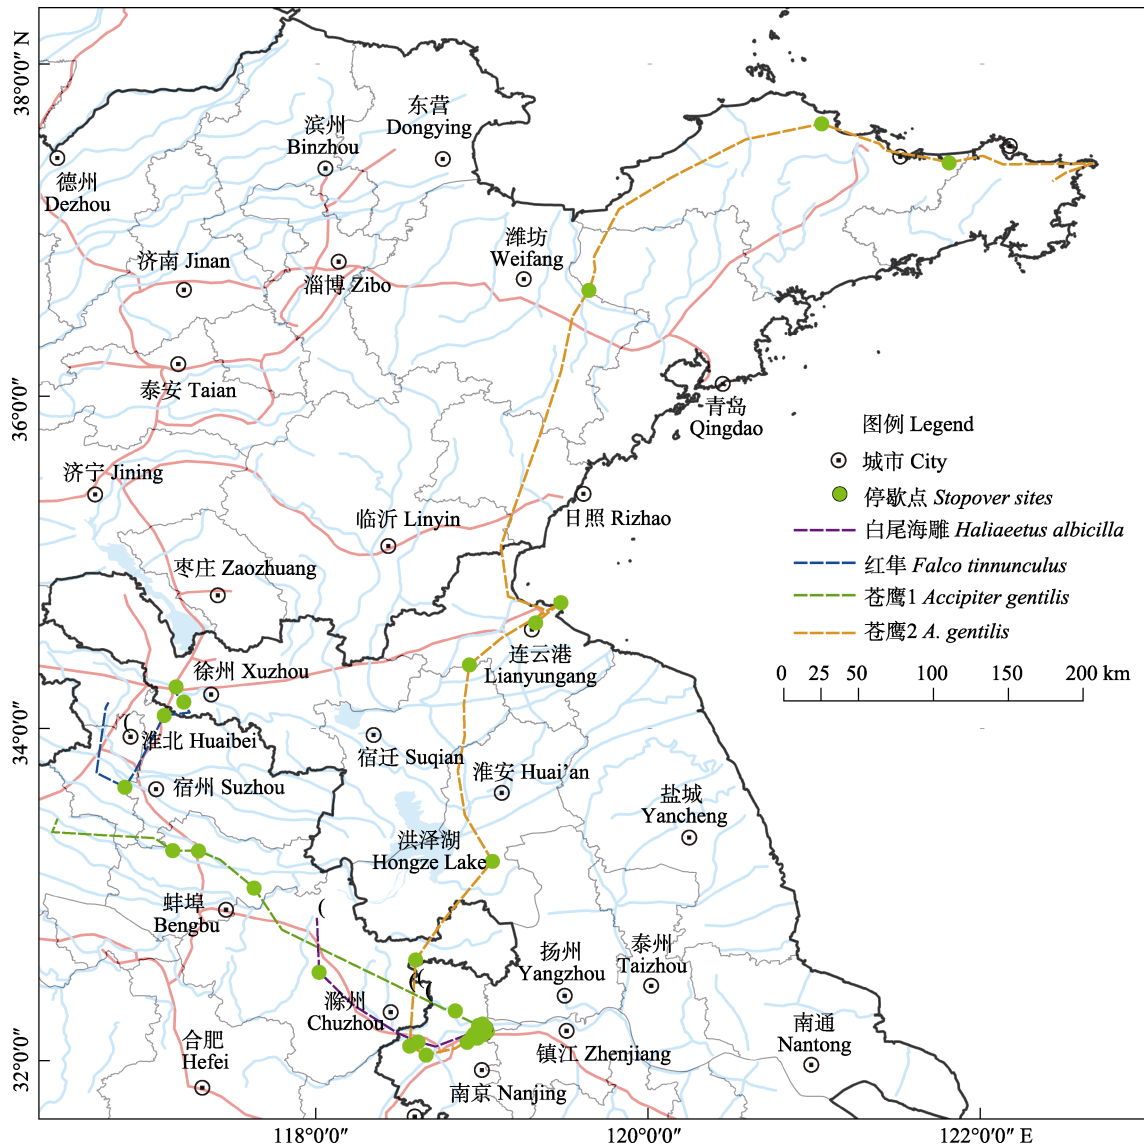 38°0′0″ N
36°0′0″
34°0′0″
32°0′0″
118°0′0″
120°0′0″
122°0′0″ E
东营
Dongying
滨州
Binzhou
德州
Dezhou
济南 Jinan
淄博 Zibo
潍坊
Weifang
泰安 Taian
青岛
Qingdao
济宁 Jining
临沂 Linyin
日照 Rizhao
枣庄 Zaozhuang
连云港
Lianyungang
徐州 Xuzhou
淮北 Huaibei
宿迁 Suqian
宿州 Suzhou
淮安 Huai’an
盐城
Yancheng
洪泽湖
Hongze Lake
蚌埠
Bengbu
扬州
Yangzhou
泰州
Taizhou
滁州
Chuzhou
合肥
Hefei
镇江 Zhenjiang
南通
Nantong
南京 Nanjing
图例 Legend
城市 City
停歇点 Stopover sites
白尾海雕 Haliaeetus albicilla
红隼 Falco tinnunculus
苍鹰1 Accipiter gentilis
苍鹰2 A. gentilis
0 25 50 100 150 200 km